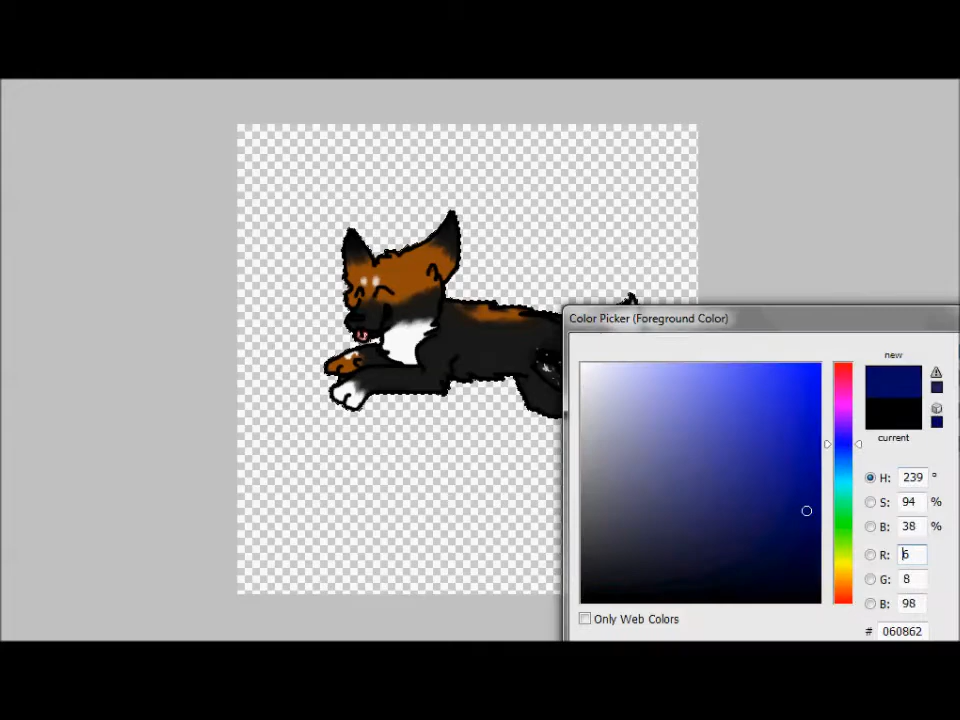 Color Picker (Foreground Color)
new
current
H: 239 °
S: 94 %
B: 38 %
R: 6
G: 8
B: 98
# 060862
Only Web Colors